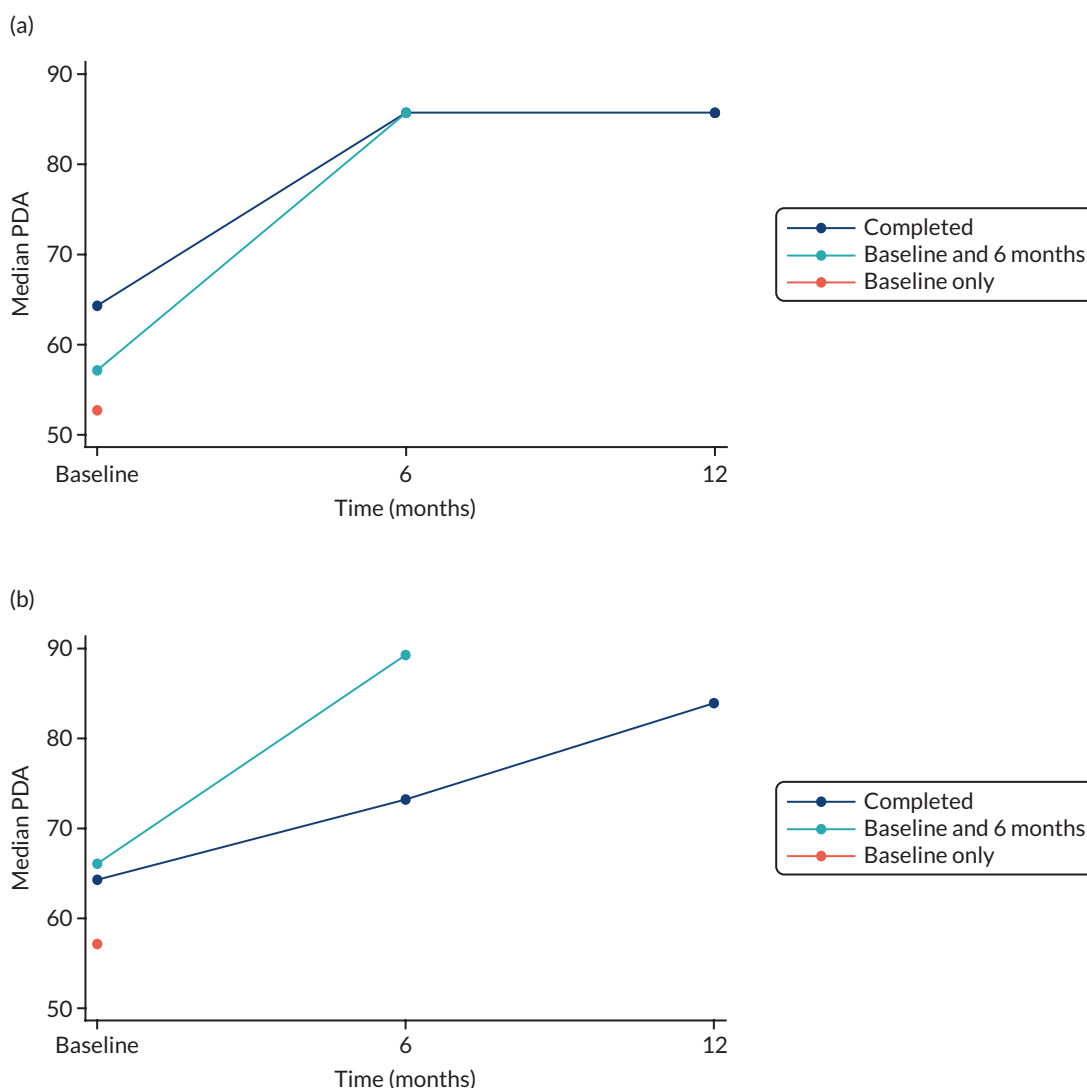 (a)
90
80
70
60
50
Median PDA
Baseline
6
12
Time (months)
Completed
Baseline and 6 months
Baseline only
(b)
90
80
70
60
50
Median PDA
Baseline
6
12
Time (months)
Completed
Baseline and 6 months
Baseline only